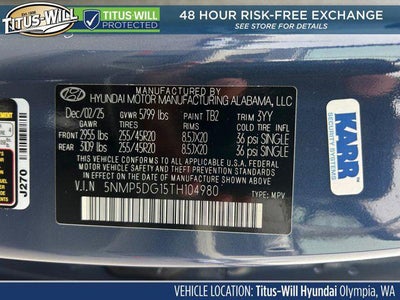 TITUS-WILL
TITUS-WILL
PROTECTED
48 HOUR RISK-FREE EXCHANGE
SEE STORE FOR DETAILS
MANUFACTURED BY
HYUNDAI MOTOR MANUFACTURING ALABAMA, LLC
Dec/02/25 GVWR 5799 lbs PAINT TB2 TRIM 3YY
GAWR TIRES RIMS COLD TIRE INFL
FRONT 2955 lbs 255/45R20 8.5JX20 36 psi SINGLE
REAR 3109 lbs 255/45R20 8.5JX20 36 psi SINGLE
THIS VEHICLE CONFORMS TO ALL APPLICABLE FEDERAL
MOTOR VEHICLE SAFETY AND THEFT PREVENTION
STANDARDS IN EFFECT ON THE DATE OF MANUFACTURE
SHOWN ABOVE.
V.I.N 5NMP5DG15TH104980 TYPE: MPV
J270
KARR
VEHICLE LOCATION: Titus-Will Hyundai Olympia, WA